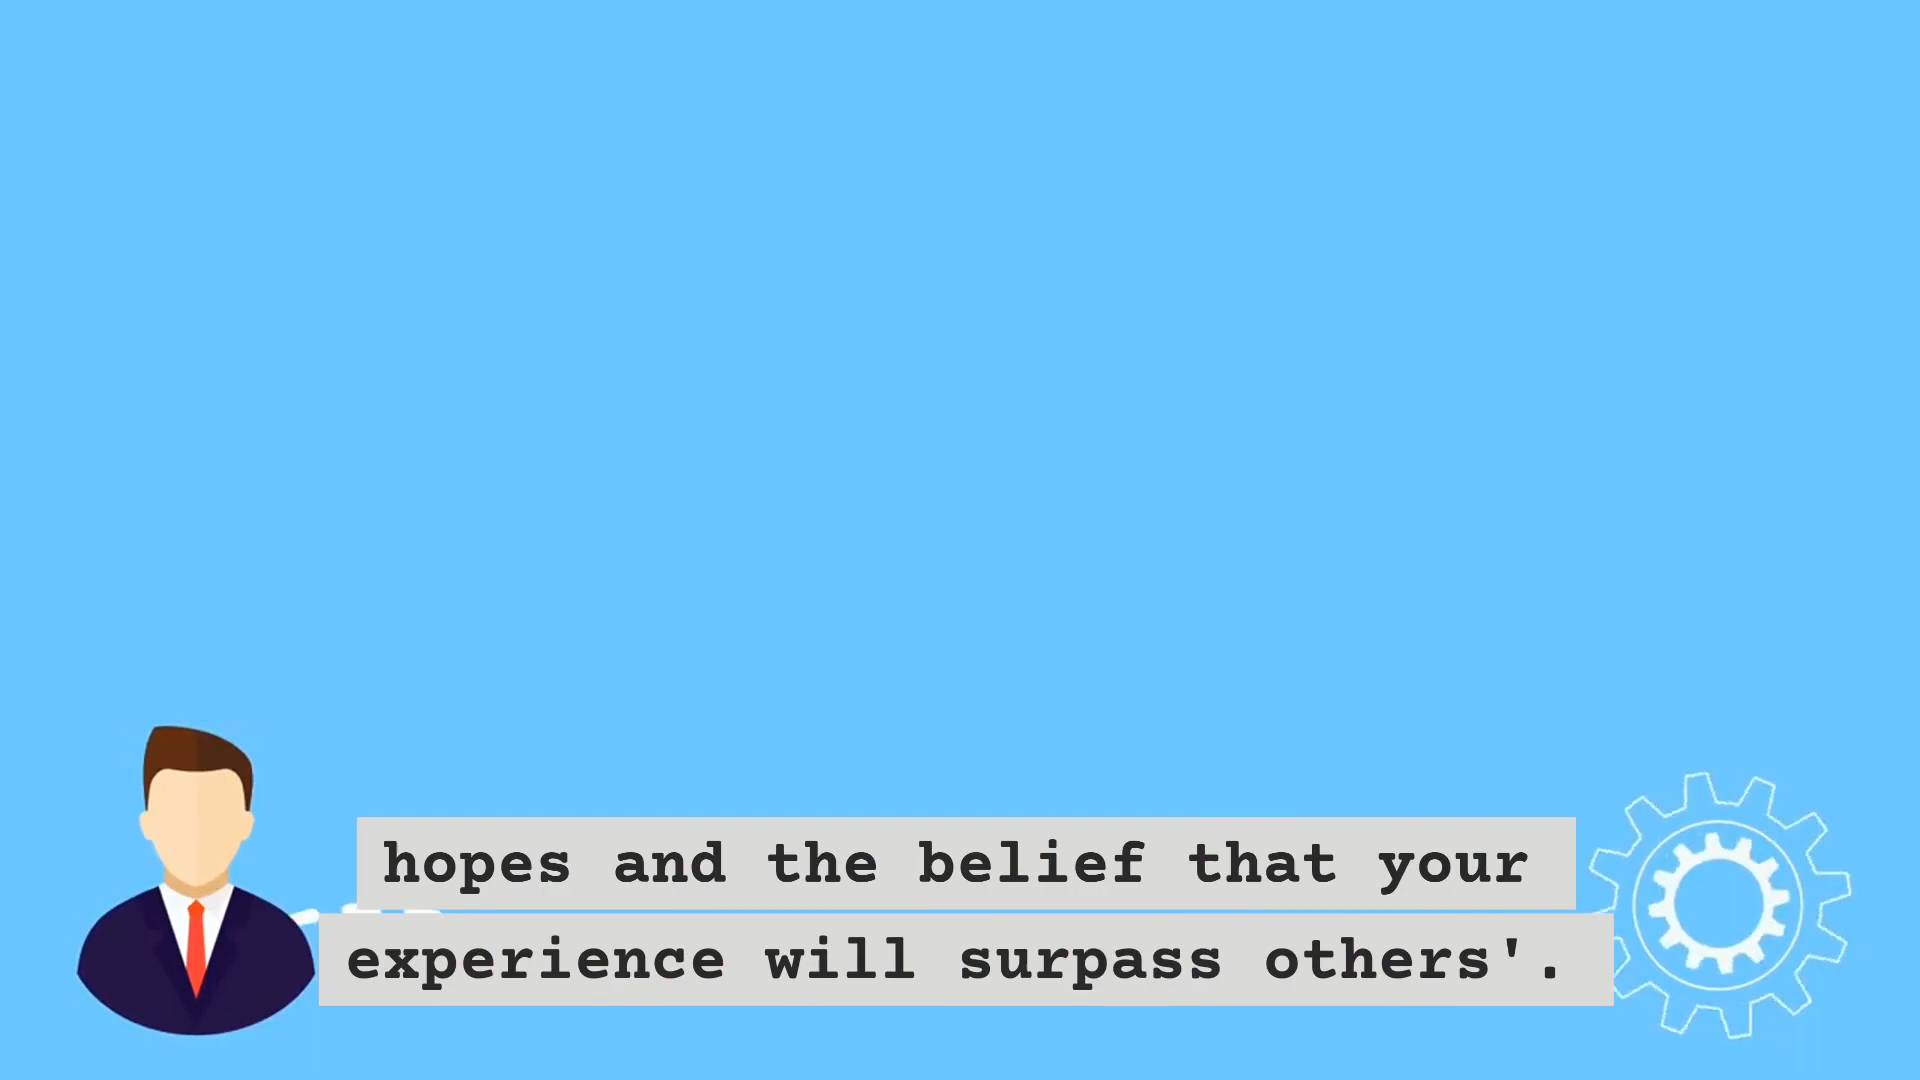 hopes and the belief that your
experience will surpass others'.